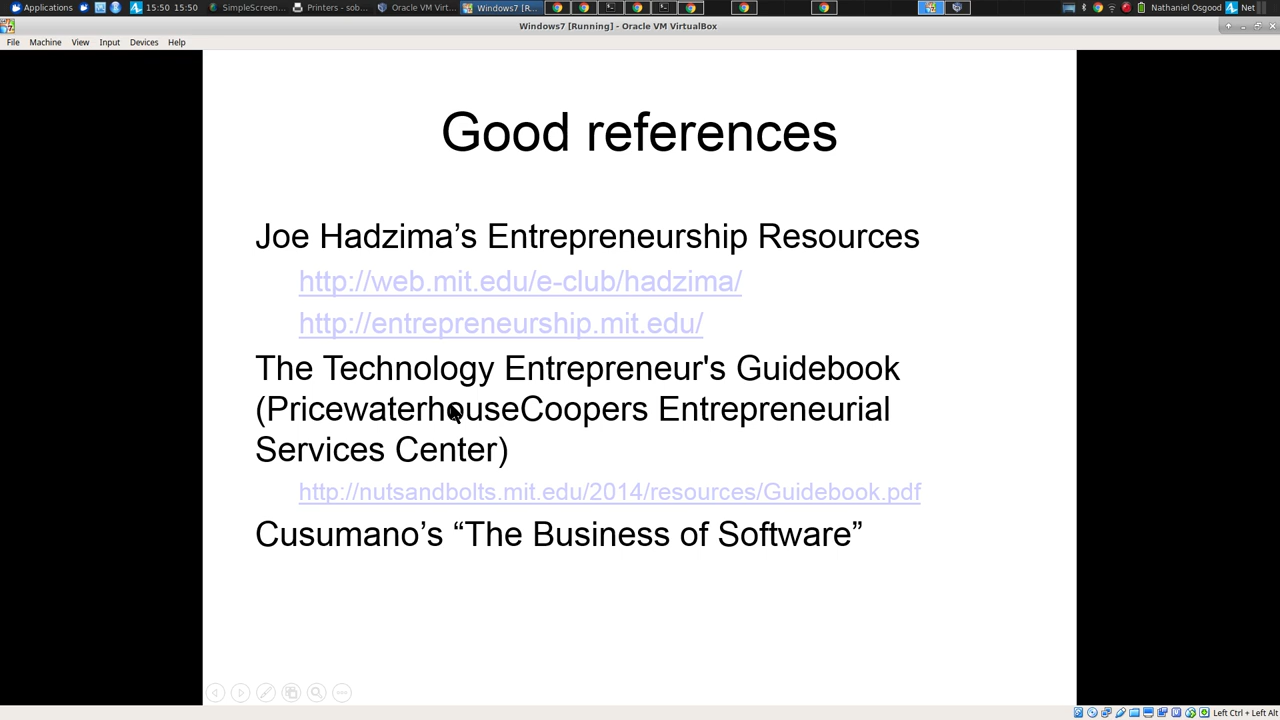 Applications
15:50 15:50
SimpleScreen...
Printers - sob...
Oracle VM Virt...
Windows7 [R...
Nathaniel Osgood
Net
Windows7 [Running] - Oracle VM VirtualBox
File Machine View Input Devices Help
Good references
Joe Hadzima’s Entrepreneurship Resources
http://web.mit.edu/e-club/hadzima/
http://entrepreneurship.mit.edu/
The Technology Entrepreneur's Guidebook
(PricewaterhouseCoopers Entrepreneurial
Services Center)
http://nutsandbolts.mit.edu/2014/resources/Guidebook.pdf
Cusumano’s “The Business of Software”
Left Ctrl + Left Alt